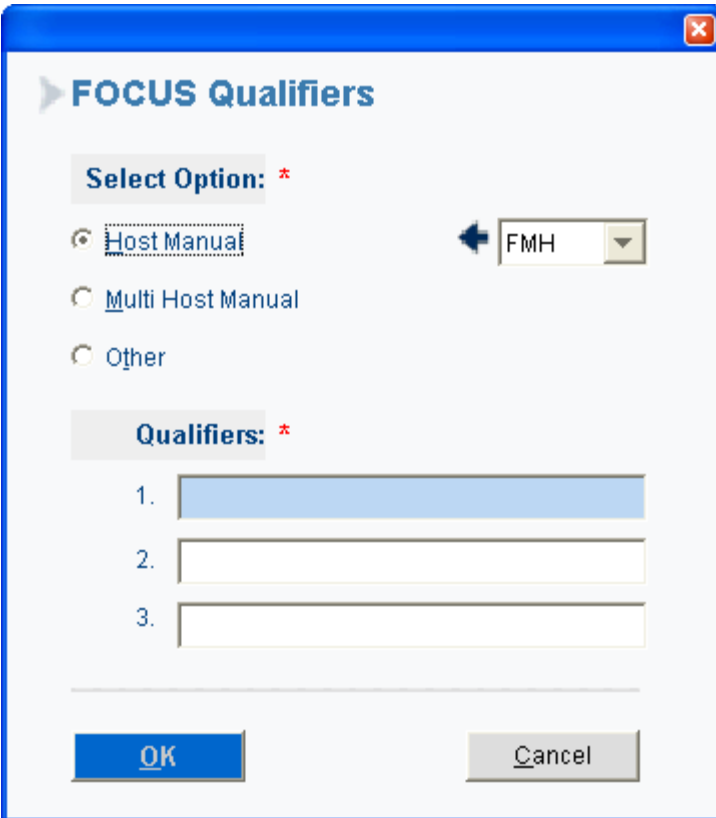 FOCUS Qualifiers
Select Option: *
Host Manual
FMH
Multi Host Manual
Other
Qualifiers: *
1.
2.
3.
OK
Cancel